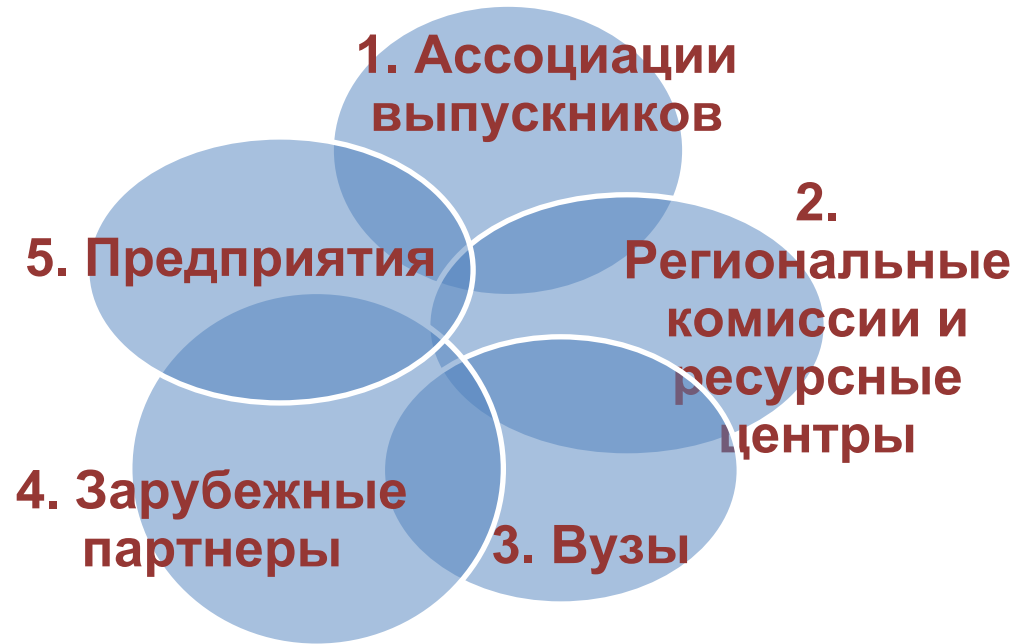 1. Ассоциации
выпускников
2.
Региональные
комиссии и
ресурсные
центры
3. Вузы
4. Зарубежные
партнеры
5. Предприятия